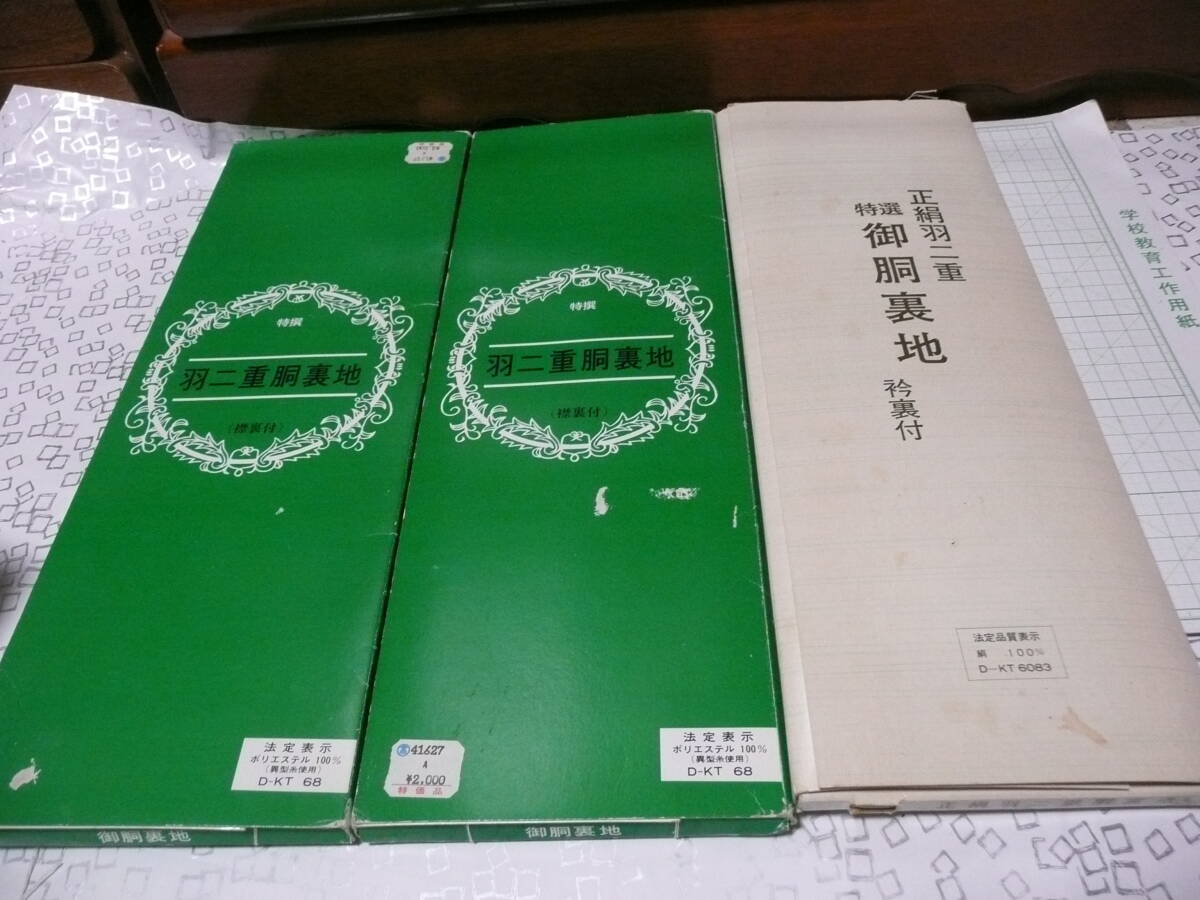 特撰
羽二重胴裏地
(襟裏付)
法定表示
ポリエステル 100%
(異型糸使用)
D-KT 68
御胴裏地
特撰
羽二重胴裏地
(襟裏付)
41627
A
¥2,000
特価品
法定表示
ポリエステル 100%
(異型糸使用)
D-KT 68
御胴裏地
正絹羽二重
特選
御胴裏地
衿裏付
法定品質表示
絹 100%
D-KT 6083
正絹羽二
学校教育工作用紙